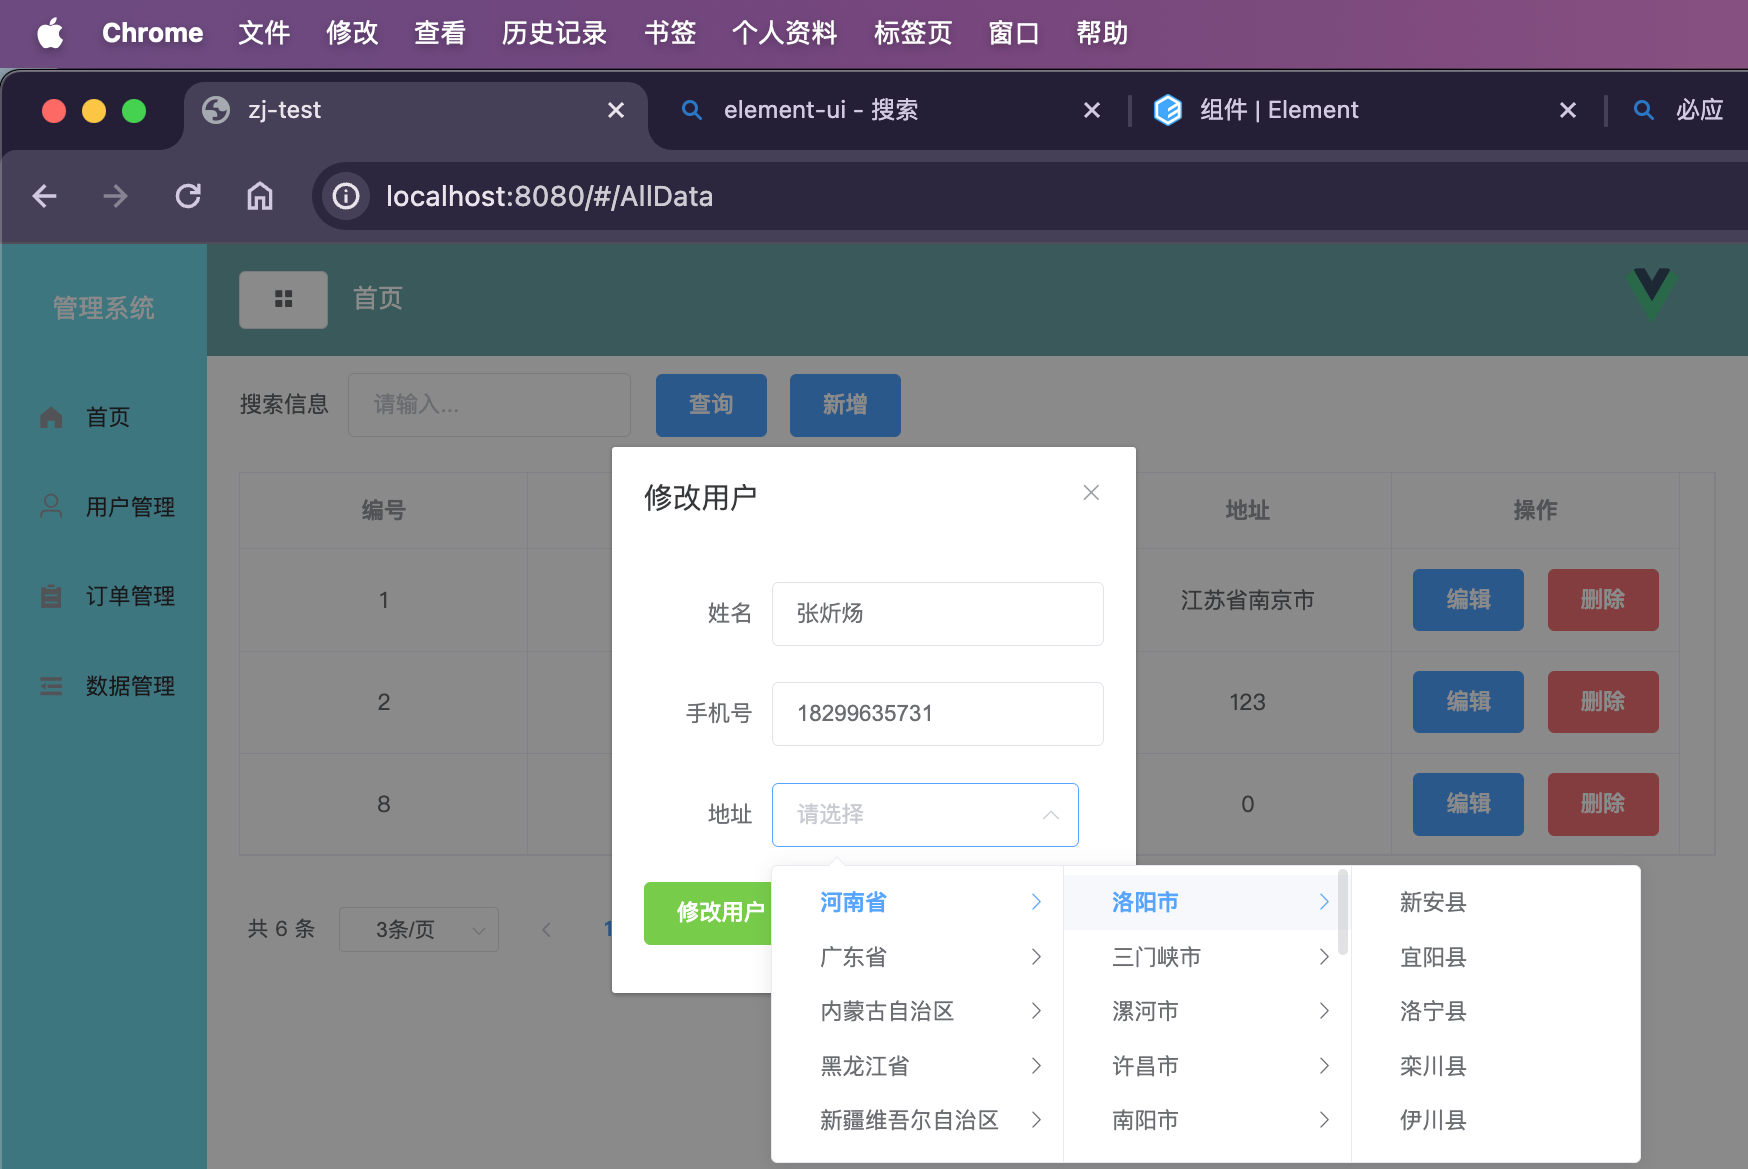 Chrome 文件 修改 查看 历史记录 书签 个人资料 标签页 窗口 帮助
zj-test
element-ui - 搜索
组件 | Element
必应
localhost:8080/#/AllData
管理系统
首页
首页
用户管理
订单管理
数据管理
搜索信息 请输入... 查询 新增
编号 地址 操作
1 江苏省南京市 编辑 删除
2 123 编辑 删除
8 0 编辑 删除
共 6 条 3条/页 1
修改用户
姓名 张炘炀
手机号 18299635731
地址 请选择
修改用户
河南省 洛阳市 新安县
广东省 三门峡市 宜阳县
内蒙古自治区 漯河市 洛宁县
黑龙江省 许昌市 栾川县
新疆维吾尔自治区 南阳市 伊川县